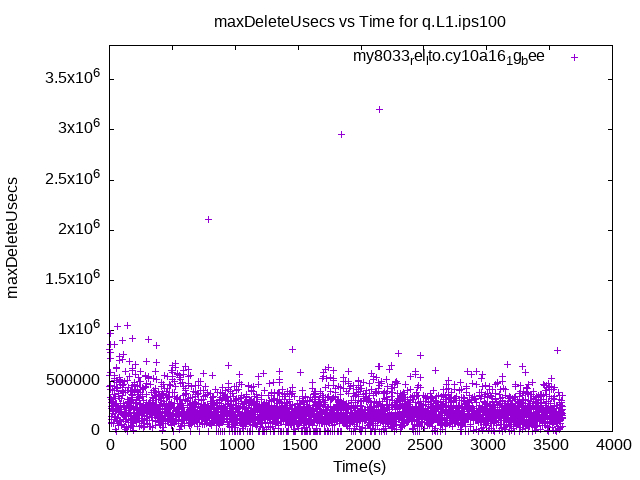 maxDeleteUsecs vs Time for q.L1.ips100
my8033rel_lto.cy10a16_1g_bee
3.5x10^6
3x10^6
2.5x10^6
2x10^6
1.5x10^6
1x10^6
500000
0
maxDeleteUsecs
0 500 1000 1500 2000 2500 3000 3500 4000
Time(s)